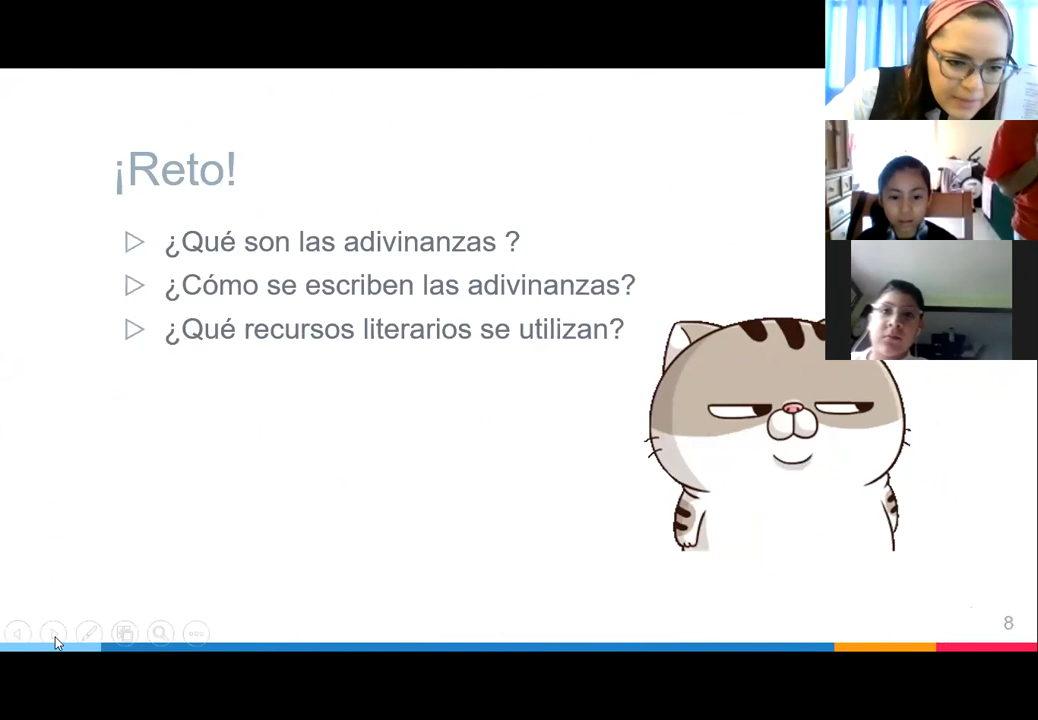 ¡Reto!
¿Qué son las adivinanzas ?
¿Cómo se escriben las adivinanzas?
¿Qué recursos literarios se utilizan?
8